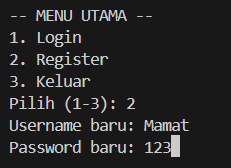 -- MENU UTAMA --
1. Login
2. Register
3. Keluar
Pilih (1-3): 2
Username baru: Mamat
Password baru: 123